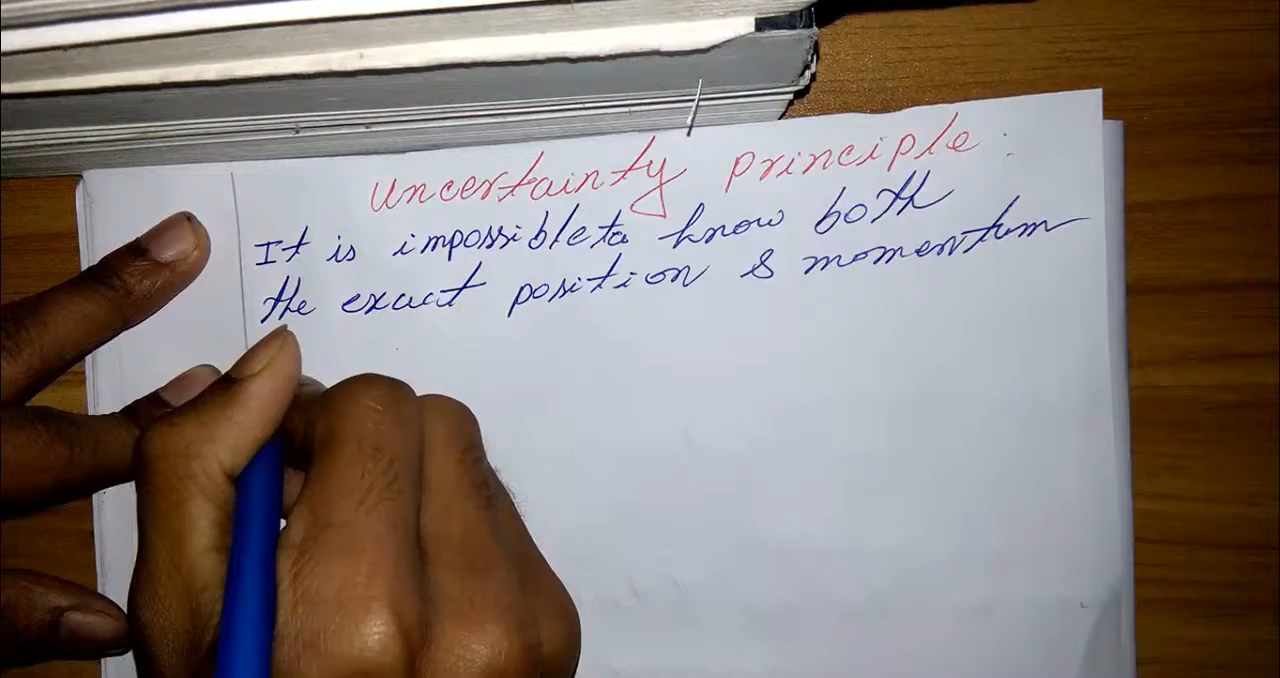 Uncertainty principle.
It is impossible to know both
the exact position & momentum